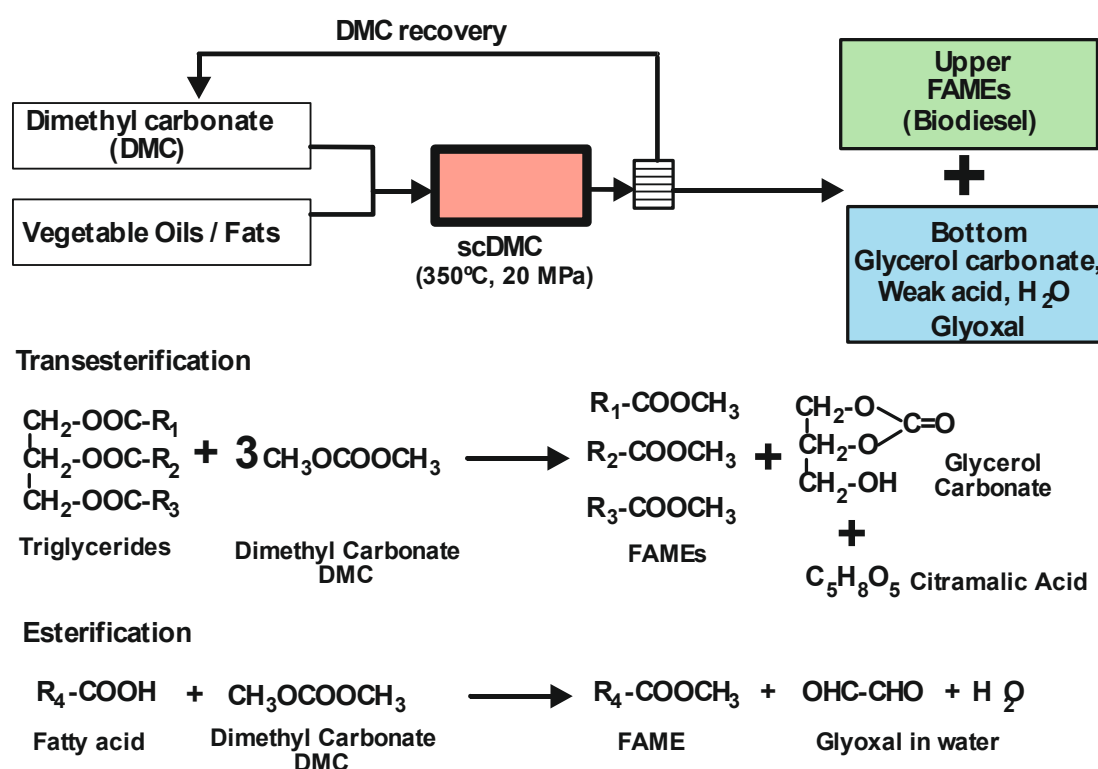 DMC recovery
Dimethyl carbonate
(DMC)
Vegetable Oils / Fats
scDMC
(350ºC, 20 MPa)
Upper
FAMEs
(Biodiesel)
+
Bottom
Glycerol carbonate,
Weak acid, H2O
Glyoxal
Transesterification
CH2-OOC-R1
CH2-OOC-R2
CH2-OOC-R3
Triglycerides
+
3CH3OCOOCH3
Dimethyl Carbonate
DMC
R1-COOCH3
R2-COOCH3
R3-COOCH3
FAMEs
+
CH2-O
CH2-O
C=O
CH2-OH
Glycerol
Carbonate
+
C5H8O5 Citramalic Acid
Esterification
R4-COOH + CH3OCOOCH3 R4-COOCH3 + OHC-CHO + H2O
Fatty acid Dimethyl Carbonate FAME Glyoxal in water
DMC